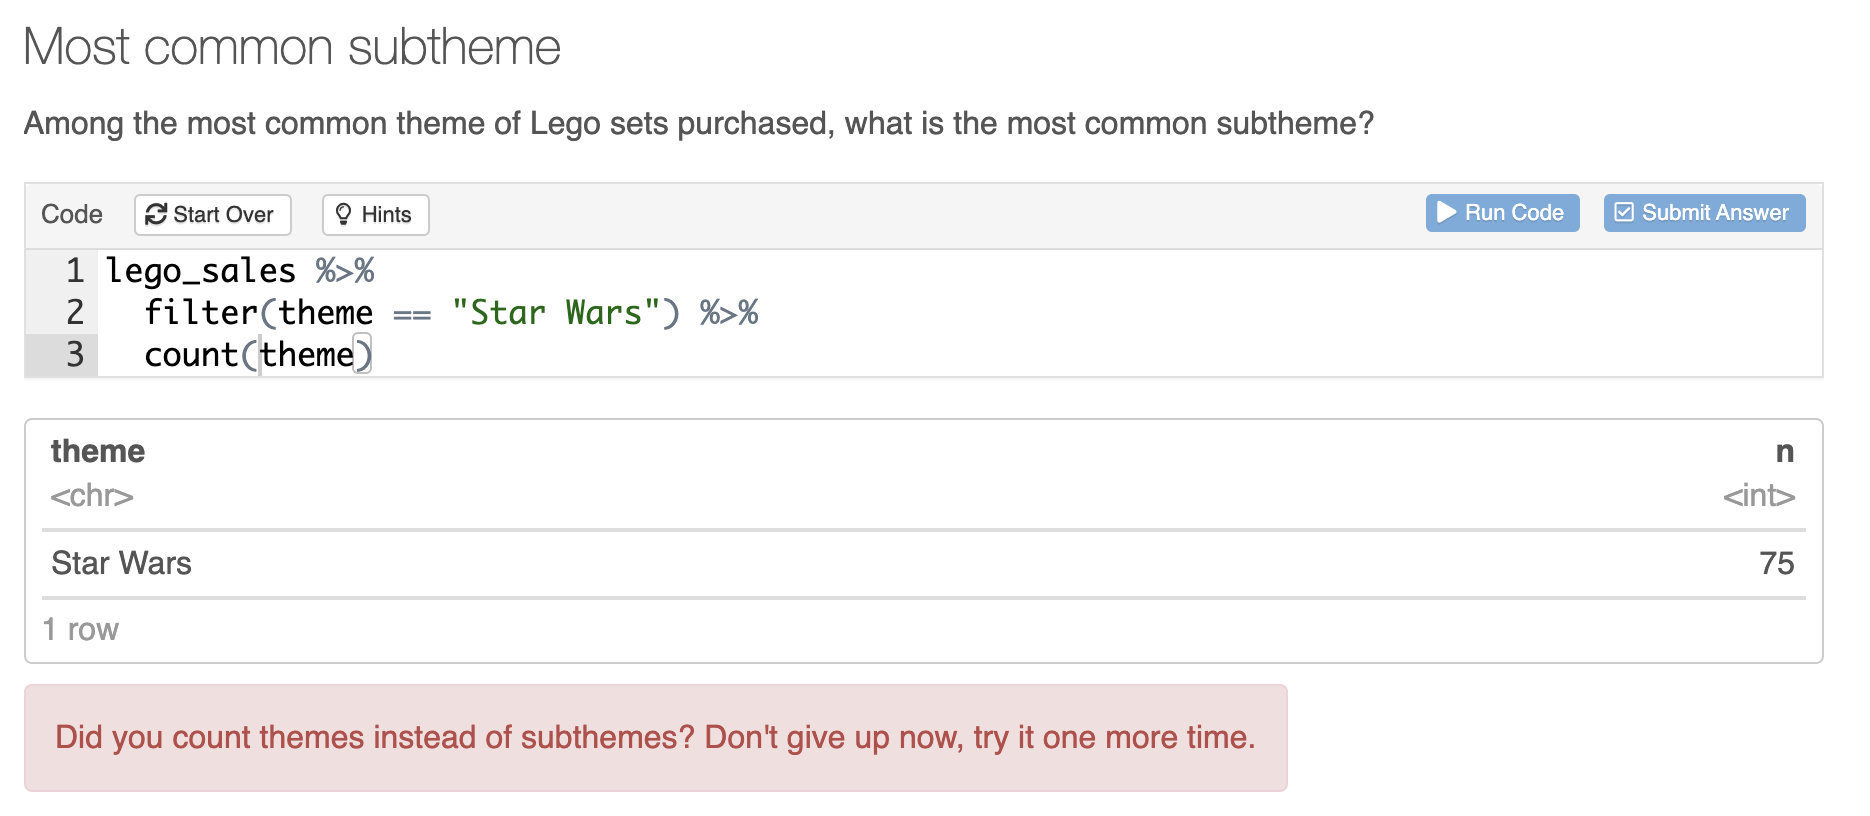 Most common subtheme
Among the most common theme of Lego sets purchased, what is the most common subtheme?
Code Start Over Hints Run Code Submit Answer
1 lego_sales %>%
2   filter(theme == "Star Wars") %>%
3   count(theme)
theme n
<chr> <int>
Star Wars 75
1 row
Did you count themes instead of subthemes? Don't give up now, try it one more time.